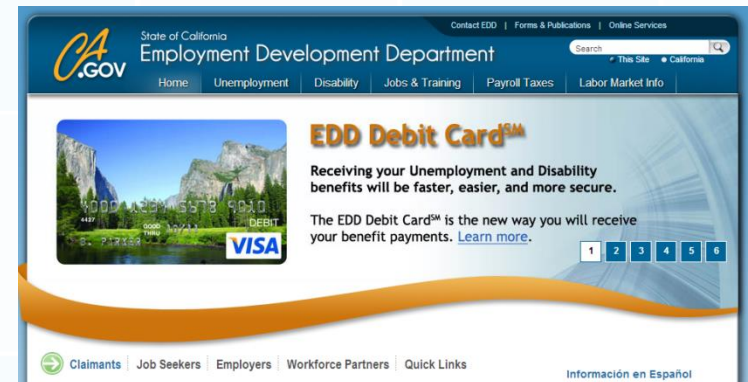 Contact EDD | Forms & Publications | Online Services
CA
.GOV
State of California
Employment Development Department
Search
This Site California
Home Unemployment Disability Jobs & Training Payroll Taxes Labor Market Info
EDD Debit Card℠
Receiving your Unemployment and Disability
benefits will be faster, easier, and more
secure.
The EDD Debit Card℠ is the new way you will receive
your benefit payments. Learn more.
DEBIT
VISA
1 2 3 4 5 6
Claimants Job Seekers Employers Workforce Partners Quick Links
Información en Español